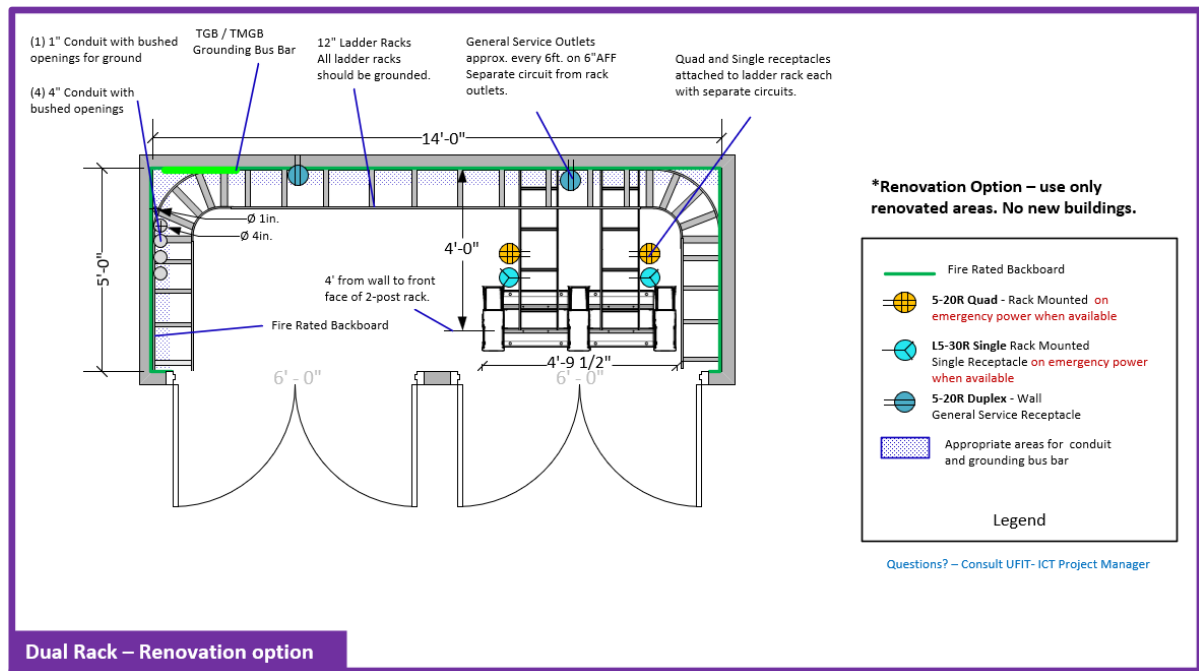 (1) 1" Conduit with bushed
openings for ground
(4) 4" Conduit with
bushed openings
TGB / TMGB
Grounding Bus Bar
12" Ladder Racks
All ladder racks
should be grounded.
General Service Outlets
approx. every 6ft. on 6"AFF
Separate circuit from rack
outlets.
Quad and Single receptacles
attached to ladder rack each
with separate circuits.
14'-0"
5'-0"
Ø 1in.
Ø 4in.
4'-0"
4' from wall to front
face of 2-post rack.
Fire Rated Backboard
4'-9 1/2"
6' - 0"
6' - 0"
*Renovation Option – use only
renovated areas. No new buildings.
Fire Rated Backboard
5-20R Quad - Rack Mounted on
emergency power when available
L5-30R Single Rack Mounted
Single Receptacle on emergency power
when available
5-20R Duplex - Wall
General Service Receptacle
Appropriate areas for conduit
and grounding bus bar
Legend
Questions? – Consult UFIT- ICT Project Manager
Dual Rack – Renovation option